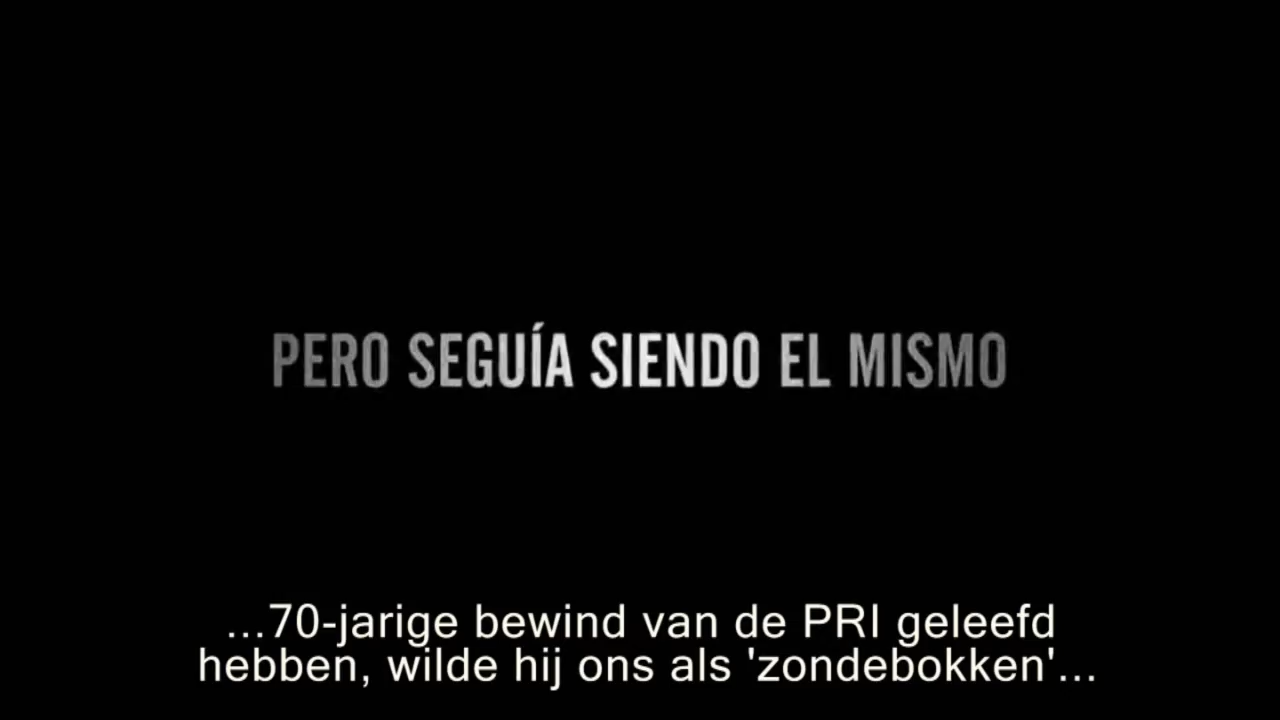 PERO SEGUÍA SIENDO EL MISMO
...70-jarige bewind van de PRI geleefd
hebben, wilde hij ons als 'zondebokken'...